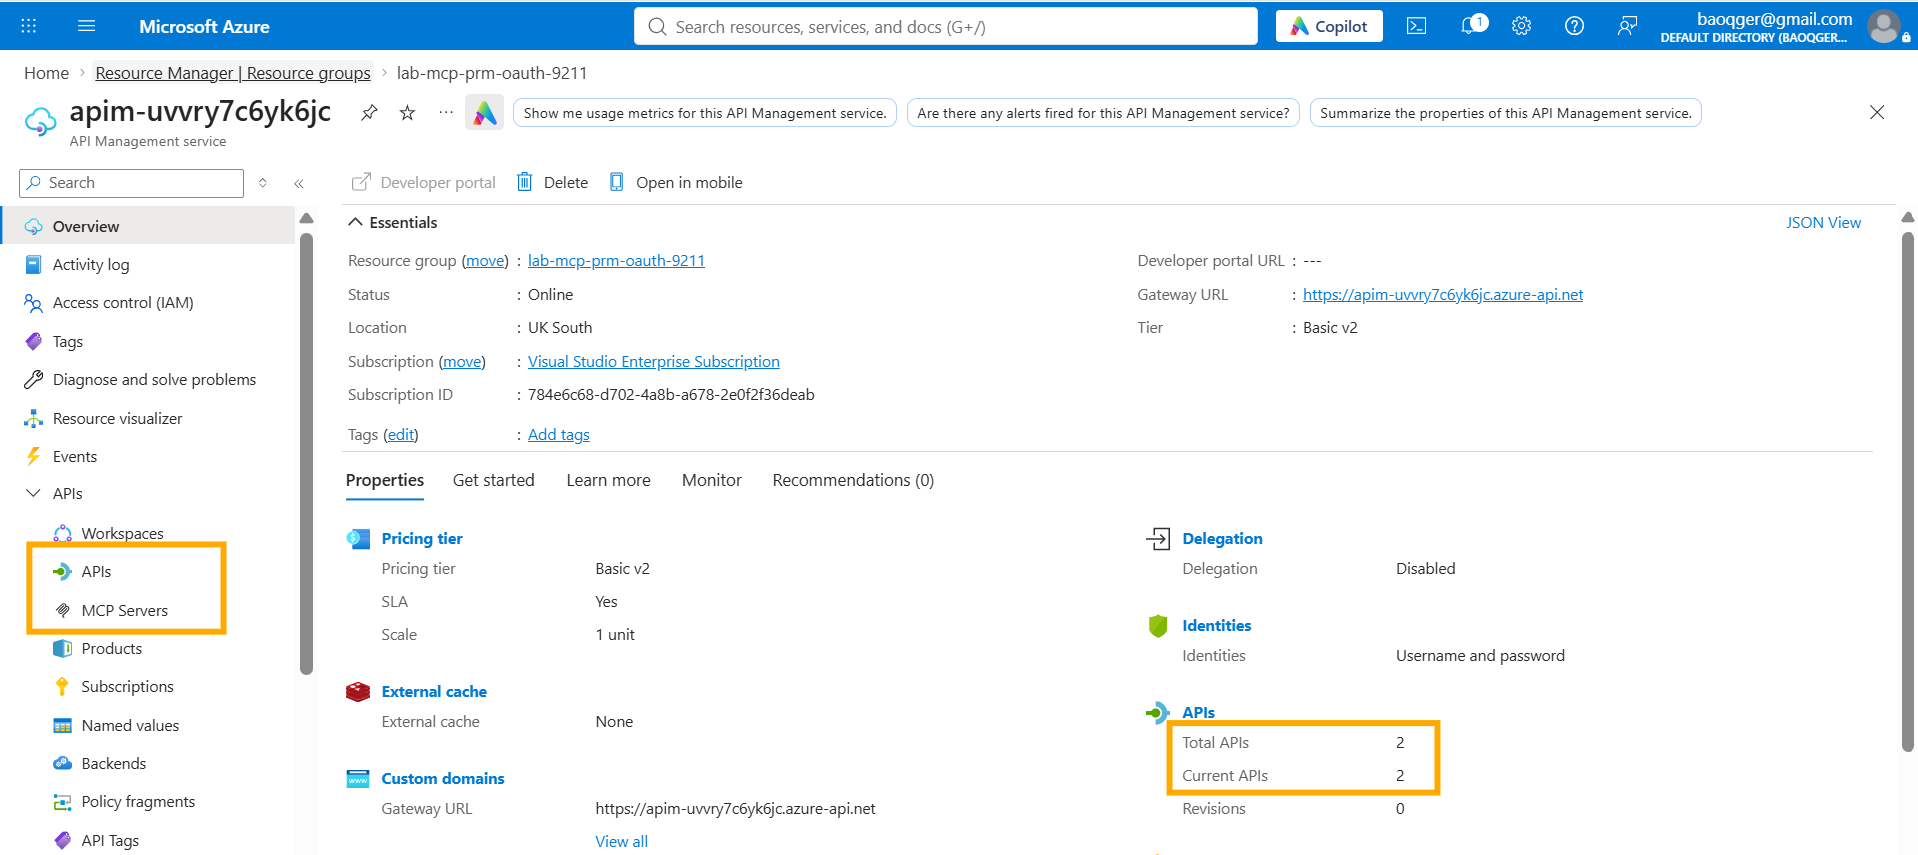 Microsoft Azure
Search resources, services, and docs (G+/)
Copilot
1
baoqger@gmail.com
DEFAULT DIRECTORY (BAOQGER...
Home > Resource Manager | Resource groups > lab-mcp-prm-oauth-9211
apim-uvvry7c6yk6jc
...
Show me usage metrics for this API Management service.
Are there any alerts fired for this API Management service?
Summarize the properties of this API Management service.
API Management service
Search
Developer portal
Delete
Open in mobile
Overview
Activity log
Access control (IAM)
Tags
Diagnose and solve problems
Resource visualizer
Events
APIs
Workspaces
APIs
MCP Servers
Products
Subscriptions
Named values
Backends
Policy fragments
API Tags
Essentials
JSON View
Resource group (move) : lab-mcp-prm-oauth-9211
Status : Online
Location : UK South
Subscription (move) : Visual Studio Enterprise Subscription
Subscription ID : 784e6c68-d702-4a8b-a678-2e0f2f36deab
Tags (edit) : Add tags
Developer portal URL : ---
Gateway URL : https://apim-uvvry7c6yk6jc.azure-api.net
Tier : Basic v2
Properties Get started Learn more Monitor Recommendations (0)
Pricing tier
Pricing tier Basic v2
SLA Yes
Scale 1 unit
External cache
External cache None
Custom domains
Gateway URL https://apim-uvvry7c6yk6jc.azure-api.net
View all
Delegation
Delegation Disabled
Identities
Identities Username and password
APIs
Total APIs 2
Current APIs 2
Revisions 0